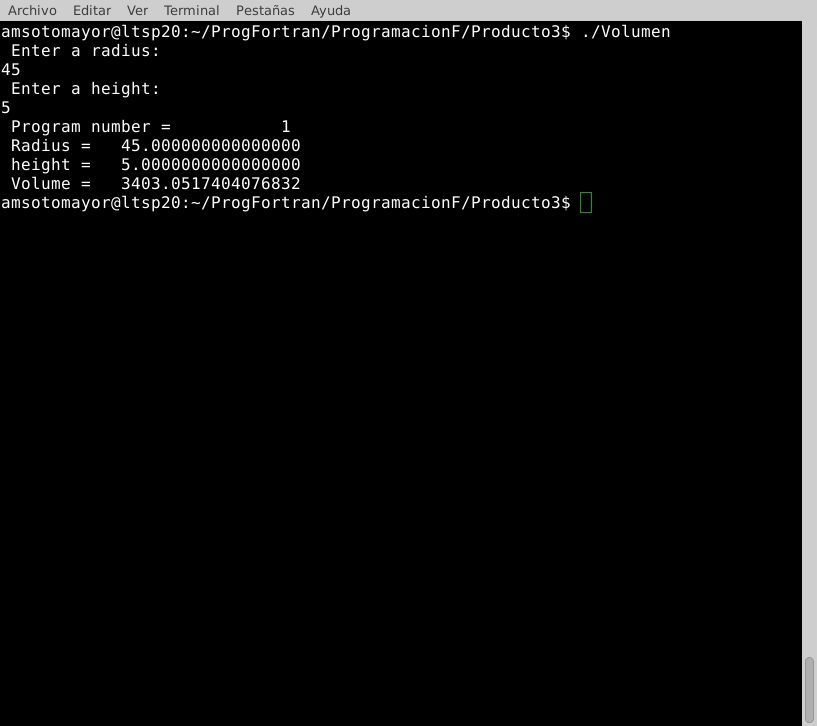 Archivo Editar Ver Terminal Pestañas Ayuda
amsotomayor@ltsp20:~/ProgFortran/ProgramacionF/Producto3$ ./Volumen
 Enter a radius:
45
 Enter a height:
5
 Program number =           1
 Radius =   45.000000000000000
 height =   5.0000000000000000
 Volume =   3403.0517404076832
amsotomayor@ltsp20:~/ProgFortran/ProgramacionF/Producto3$